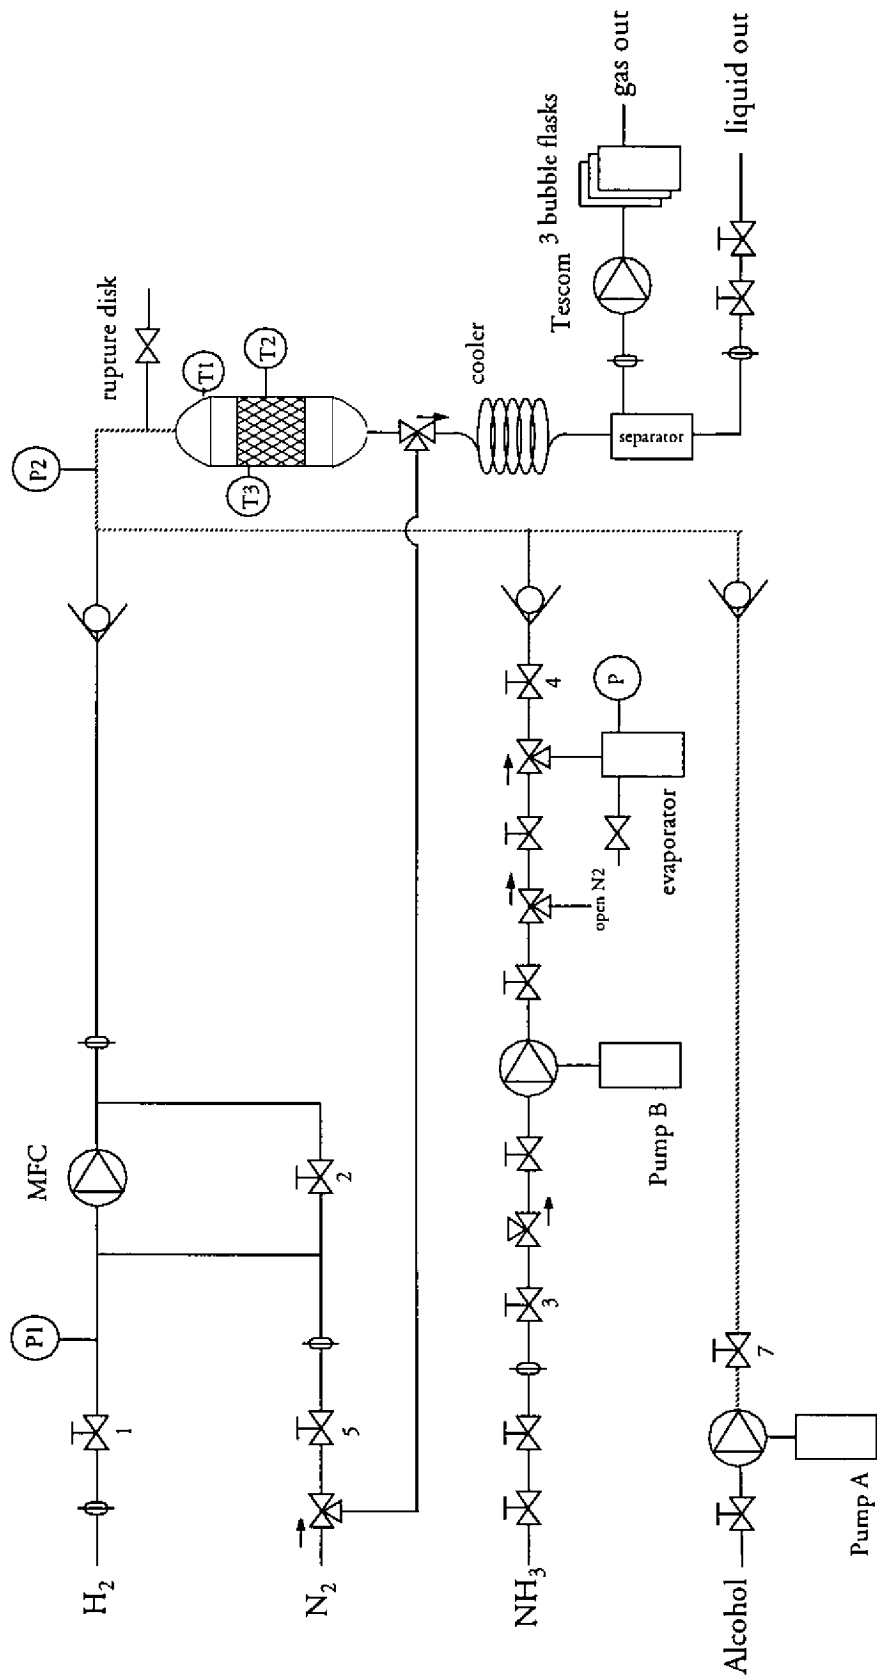 H₂
N₂
NH₃
Alcohol
P1
MFC
P2
rupture disk
T1
T2
T3
cooler
Tescom
3 bubble flasks
gas out
separator
liquid out
1
5
2
3
Pump B
open N2
evaporator
P
4
7
Pump A